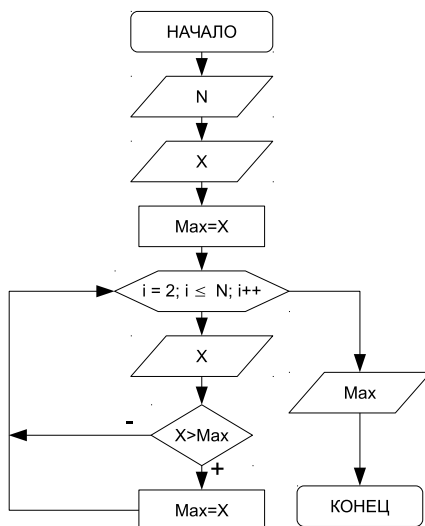 НАЧАЛО
N
X
Max=X
i = 2; i ≤ N; i++
X
Max
X>Max
-
+
Max=X
КОНЕЦ